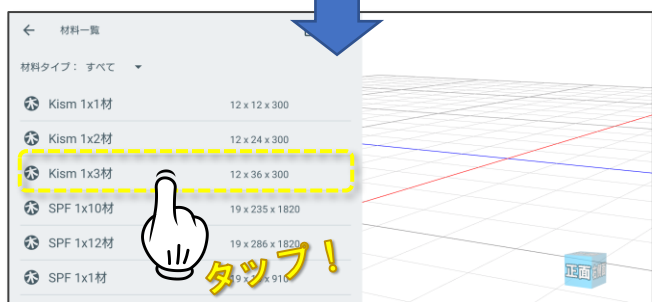 材料一覧
材料タイプ： すべて
Kism 1x1材 12 x 12 x 300
Kism 1x2材 12 x 24 x 300
Kism 1x3材 12 x 36 x 300
SPF 1x10材 19 x 235 x 1820
SPF 1x12材 19 x 286 x 1820
SPF 1x1材
タップ！
正面